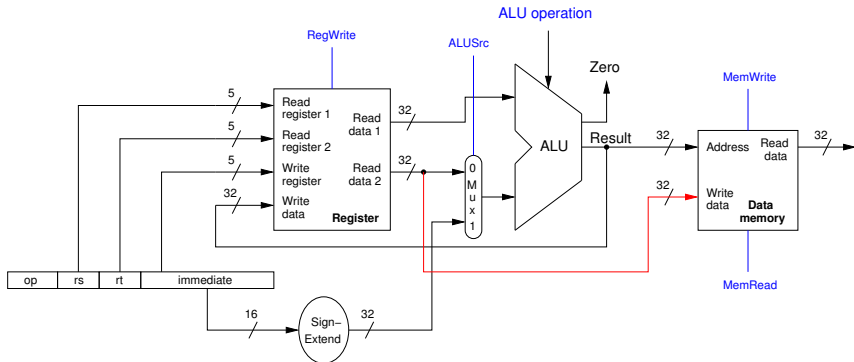 ALU operation
RegWrite
ALUSrc
Zero
MemWrite
5
Read
register 1
32
Read
data 1
5
Read
register 2
ALU
Result
32
Address
Read
data
32
5
Write
register
32
Read
data 2
0
M
u
x
1
32
Write
data
Register
32
Write
data
Data
memory
op
rs
rt
immediate
MemRead
16
Sign−
Extend
32